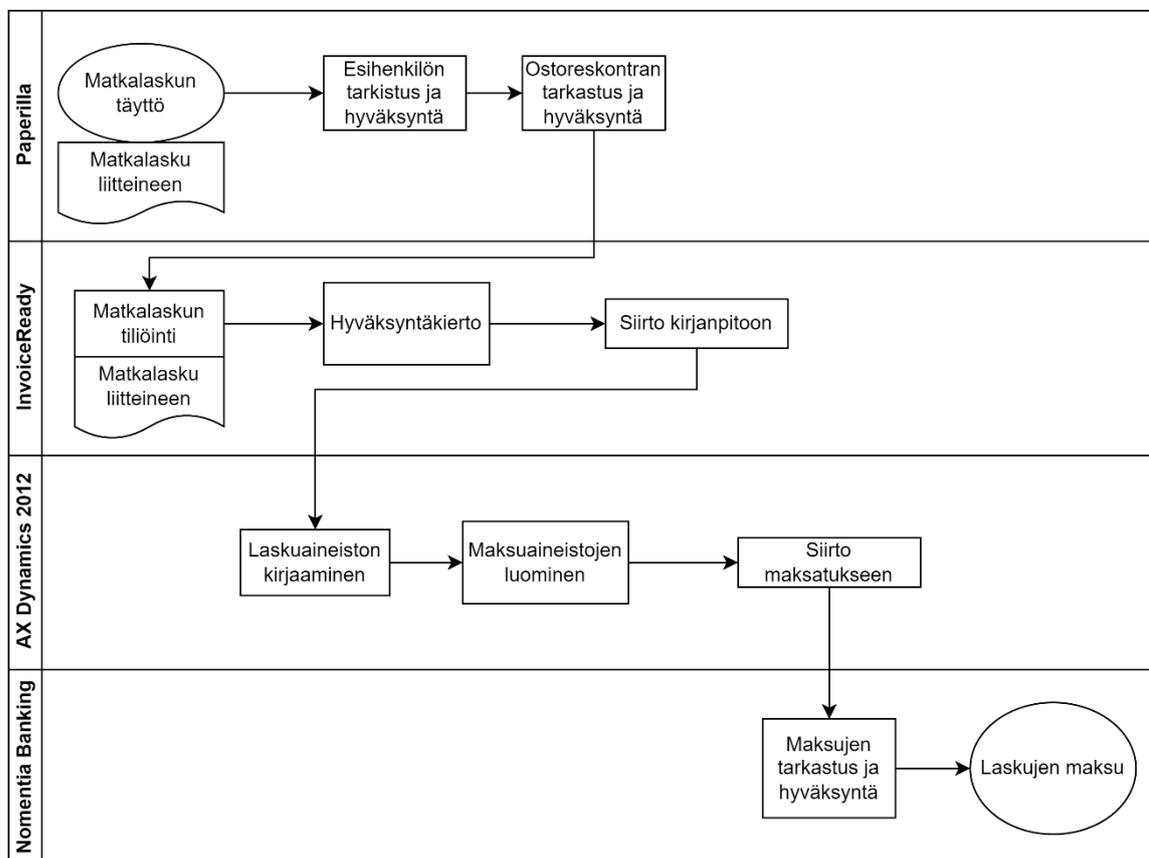 Paperilla
Matkalaskun
täyttö
Matkalasku
liitteineen
Esihenkilön
tarkistus ja
hyväksyntä
Ostoreskontran
tarkastus ja
hyväksyntä
InvoiceReady
Matkalaskun
tiliöinti
Matkalasku
liitteineen
Hyväksyntäkierto
Siirto kirjanpitoon
AX Dynamics 2012
Laskuaineiston
kirjaaminen
Maksuaineistojen
luominen
Siirto
maksatukseen
Nomentia Banking
Maksujen
tarkastus ja
hyväksyntä
Laskujen maksu